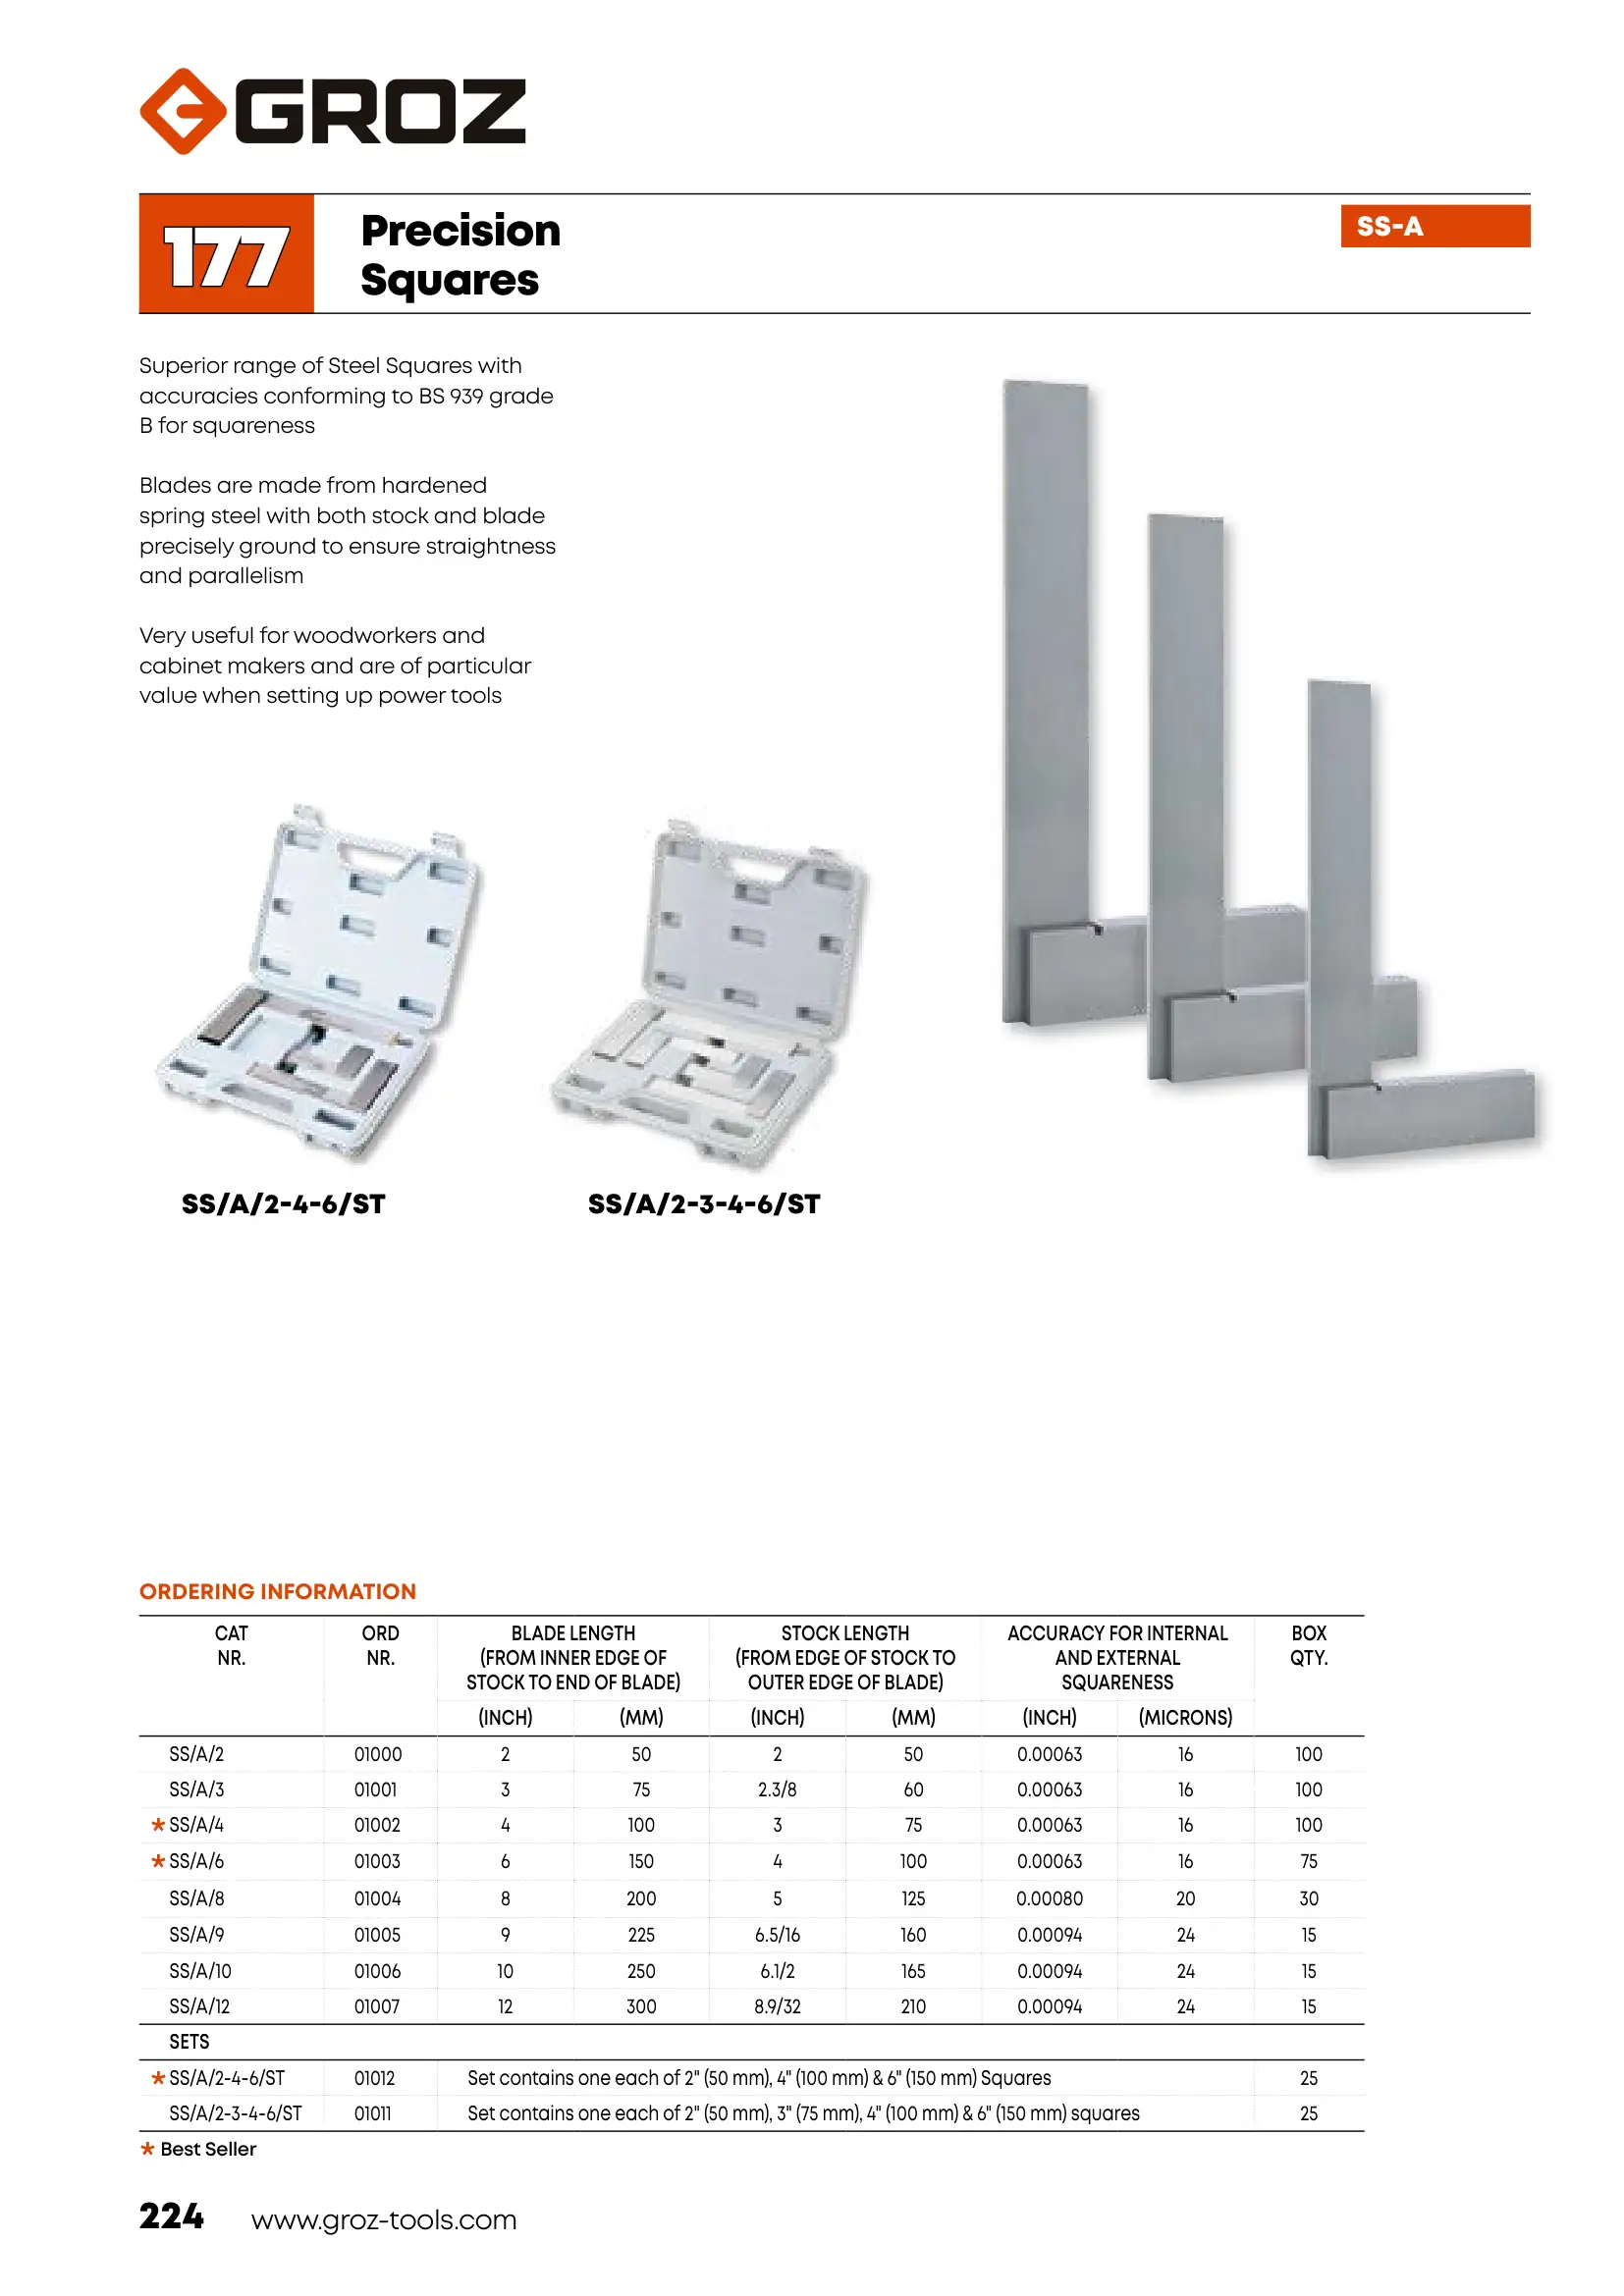 GROZ
177
Precision
Squares
SS-A
Superior range of Steel Squares with
accuracies conforming to BS 939 grade
B for squareness
Blades are made from hardened
spring steel with both stock and blade
precisely ground to ensure straightness
and parallelism
Very useful for woodworkers and
cabinet makers and are of particular
value when setting up power tools
SS/A/2-4-6/ST SS/A/2-3-4-6/ST
ORDERING INFORMATION
CAT NR. ORD NR. BLADE LENGTH (FROM INNER EDGE OF STOCK TO END OF BLADE) STOCK LENGTH (FROM EDGE OF STOCK TO OUTER EDGE OF BLADE) ACCURACY FOR INTERNAL AND EXTERNAL SQUARENESS BOX QTY.
(INCH) (MM) (INCH) (MM) (INCH) (MICRONS)
SS/A/2 01000 2 50 2 50 0.00063 16 100
SS/A/3 01001 3 75 2.3/8 60 0.00063 16 100
* SS/A/4 01002 4 100 3 75 0.00063 16 100
* SS/A/6 01003 6 150 4 100 0.00063 16 75
SS/A/8 01004 8 200 5 125 0.00080 20 30
SS/A/9 01005 9 225 6.5/16 160 0.00094 24 15
SS/A/10 01006 10 250 6.1/2 165 0.00094 24 15
SS/A/12 01007 12 300 8.9/32 210 0.00094 24 15
SETS
* SS/A/2-4-6/ST 01012 Set contains one each of 2" (50 mm), 4" (100 mm) & 6" (150 mm) Squares 25
SS/A/2-3-4-6/ST 01011 Set contains one each of 2" (50 mm), 3" (75 mm), 4" (100 mm) & 6" (150 mm) squares 25
* Best Seller
224 www.groz-tools.com